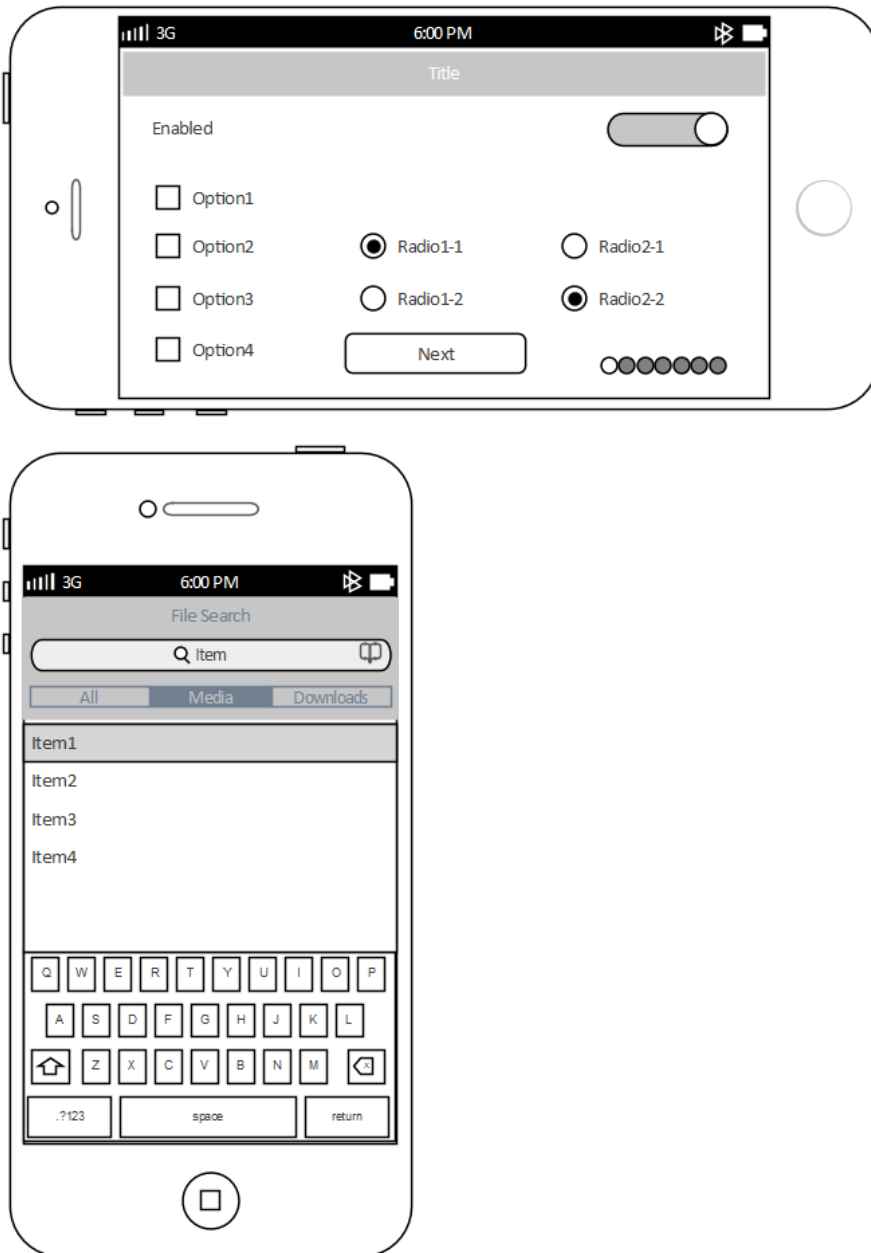 3G 6:00 PM
Title
Enabled
Option1
Option2 Radio1-1 Radio2-1
Option3 Radio1-2 Radio2-2
Option4 Next
3G 6:00 PM
File Search
Item
All Media Downloads
Item1
Item2
Item3
Item4
Q W E R T Y U I O P
A S D F G H J K L
Z X C V B N M X
.?123 space return